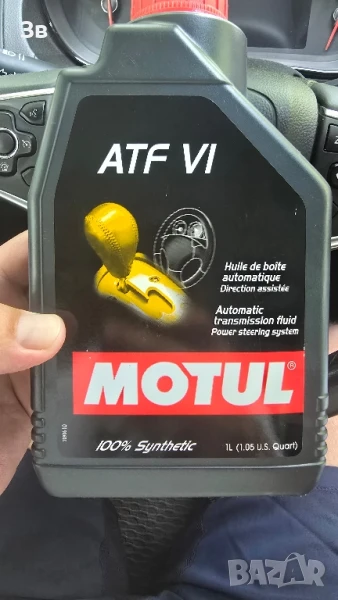 3в
ATF VI
Huile de boîte
automatique
Direction assistée
Automatic
transmission fluid
Power steering system
MOTUL®
100% Synthetic
1L (1.05 U.S. Quart)
BAZAR